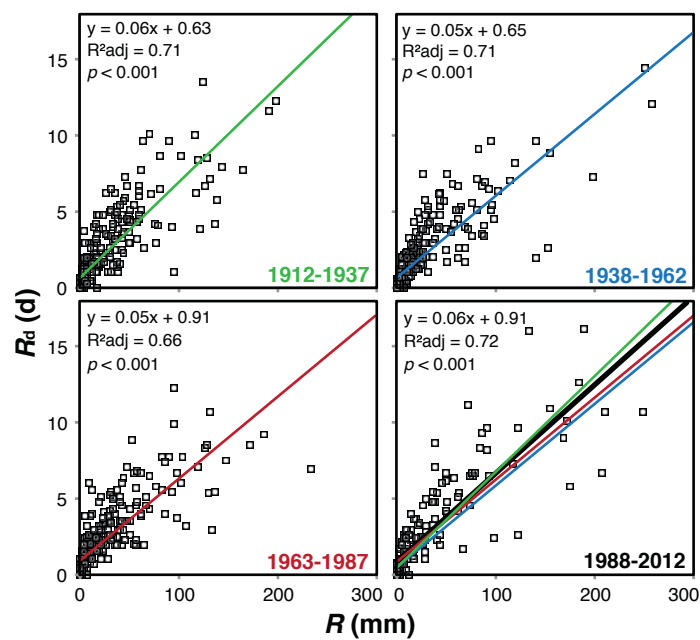 y = 0.06x + 0.63
R²adj = 0.71
p < 0.001
1912-1937
y = 0.05x + 0.65
R²adj = 0.71
p < 0.001
1938-1962
15
10
5
0
Rd (d)
y = 0.05x + 0.91
R²adj = 0.66
p < 0.001
1963-1987
y = 0.06x + 0.91
R²adj = 0.72
p < 0.001
1988-2012
15
10
5
0
0 100 200 300
0 100 200 300
R (mm)